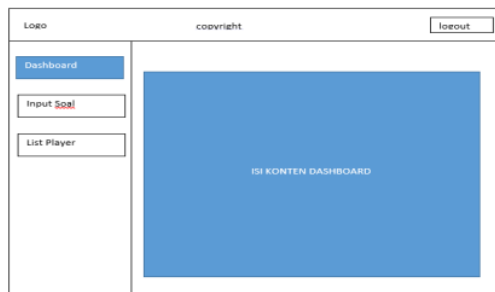 Logo
copyright
logout
Dashboard
Input Soal
List Player
ISI KONTEN DASHBOARD